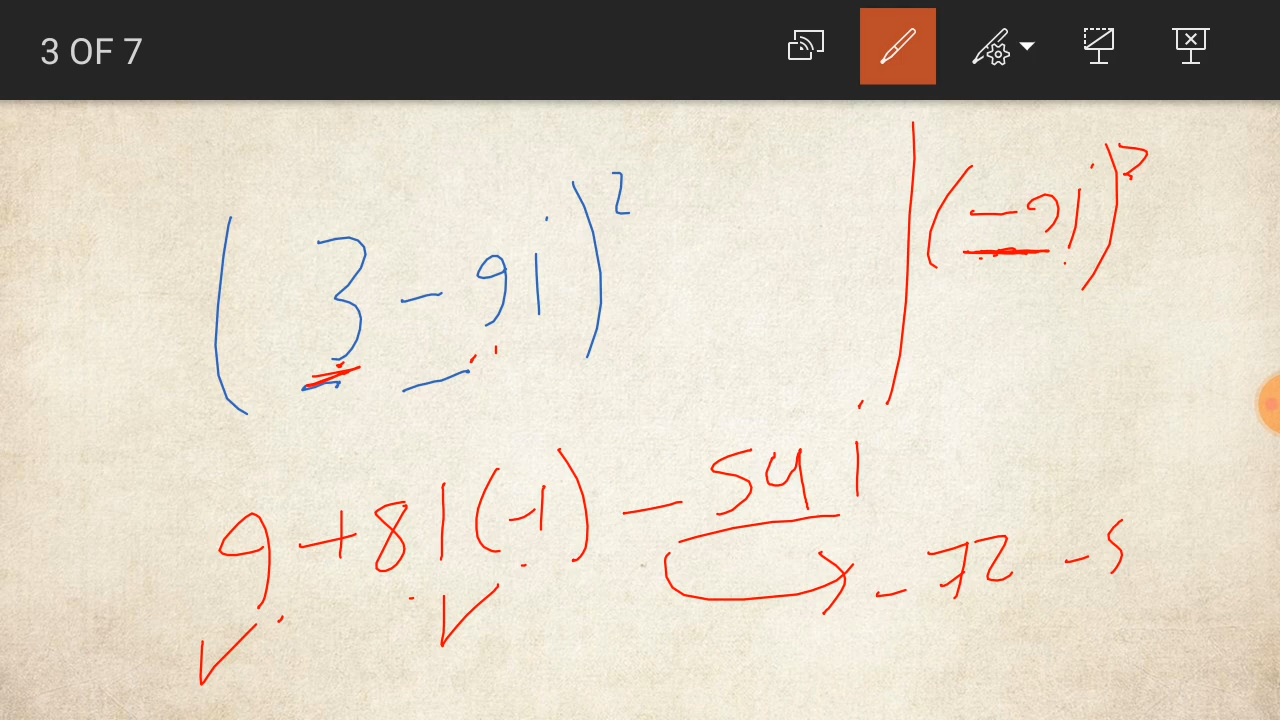 3 OF 7
(3 - 9i)²
(-9i)²
9 + 81(-1) - 54i
-72 - 5